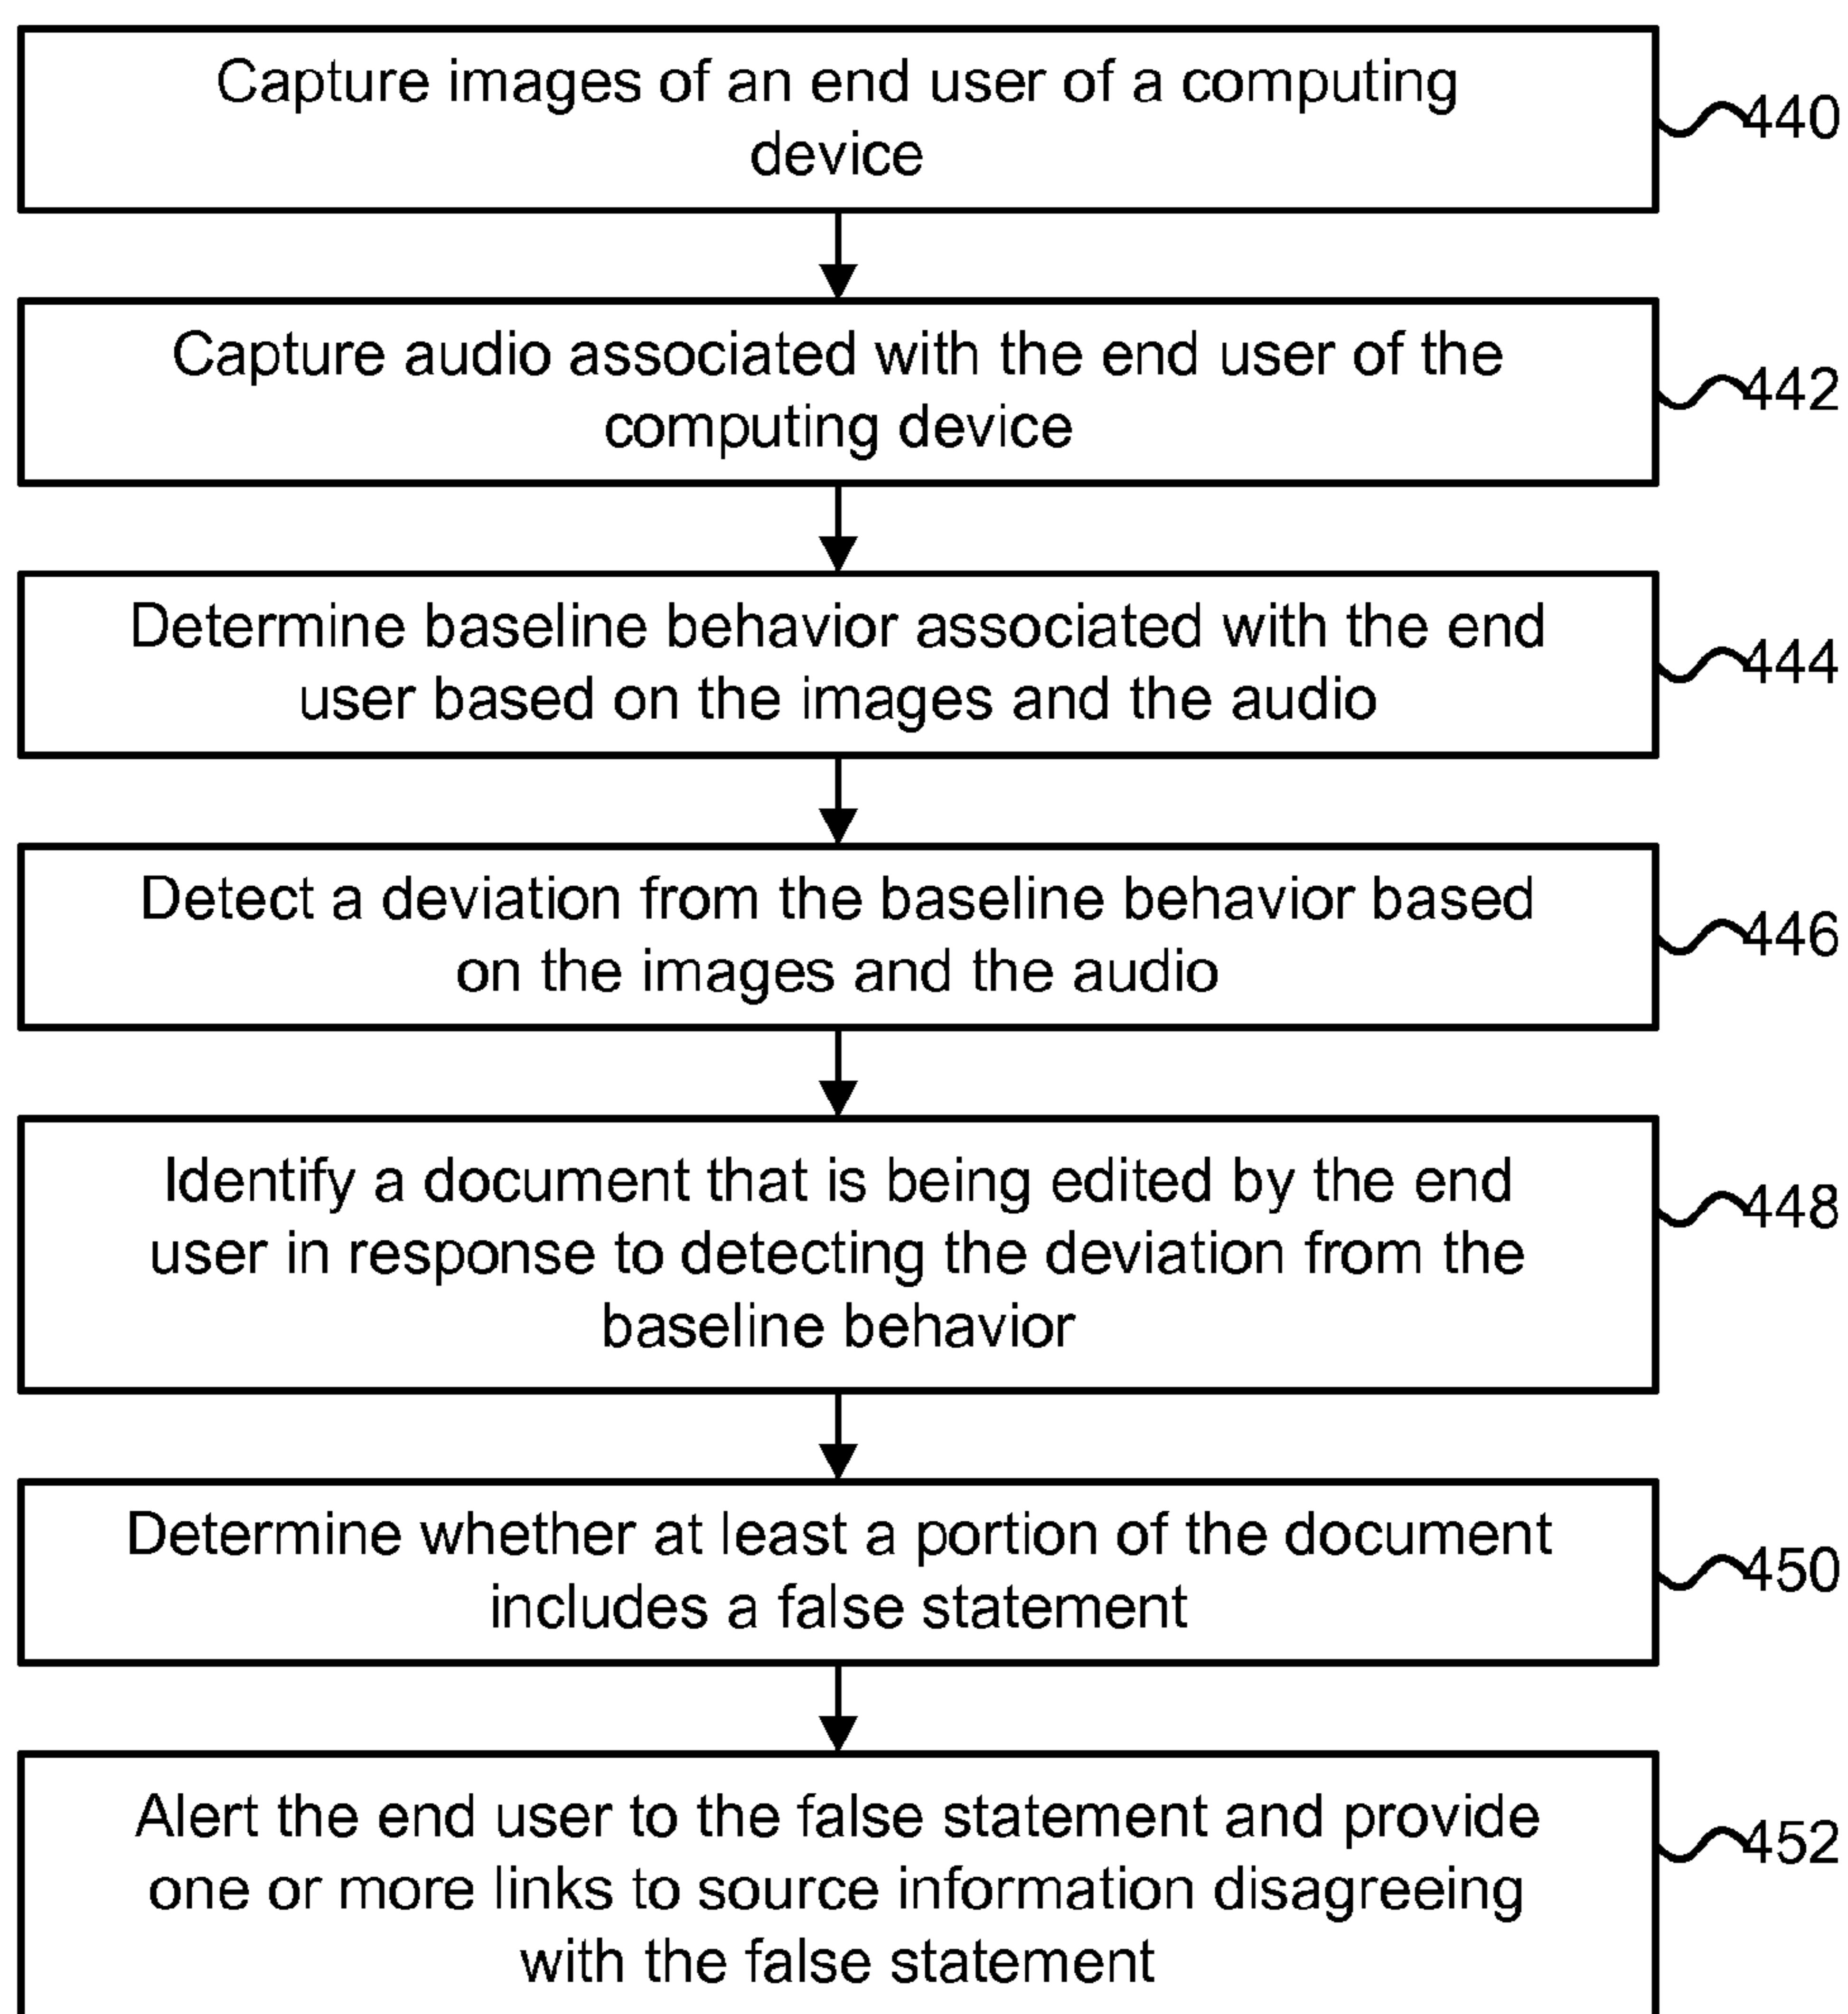 Capture images of an end user of a computing
device
440
Capture audio associated with the end user of the
computing device
442
Determine baseline behavior associated with the end
user based on the images and the audio
444
Detect a deviation from the baseline behavior based
on the images and the audio
446
Identify a document that is being edited by the end
user in response to detecting the deviation from the
baseline behavior
448
Determine whether at least a portion of the document
includes a false statement
450
Alert the end user to the false statement and provide
one or more links to source information disagreeing
with the false statement
452